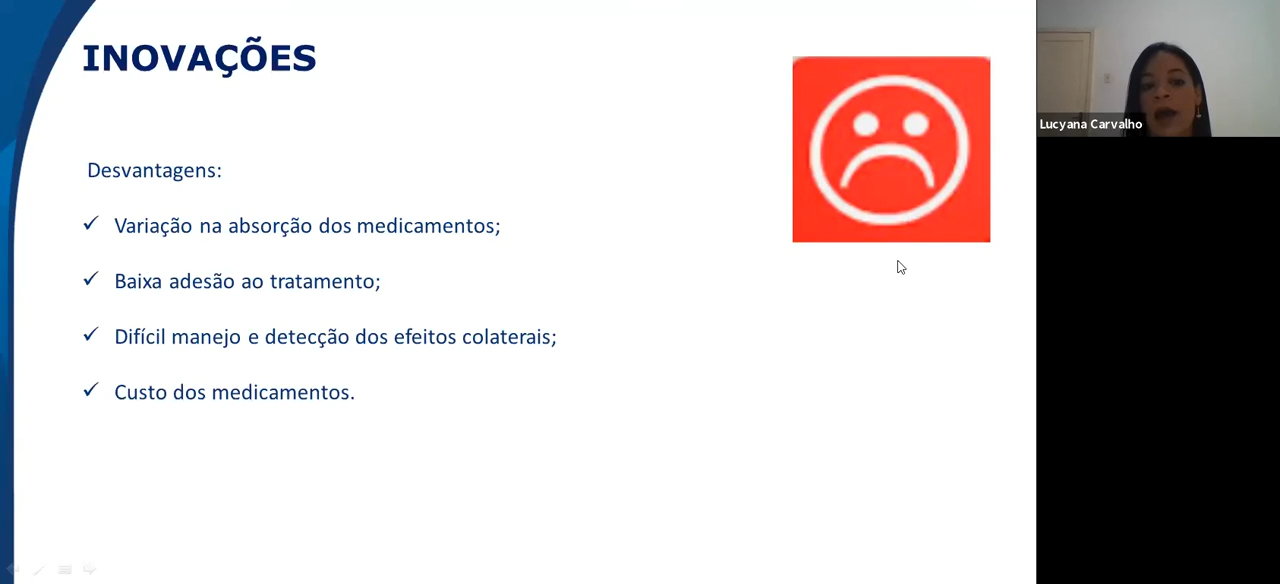 INOVAÇÕES
Desvantagens:
Variação na absorção dos medicamentos;
Baixa adesão ao tratamento;
Difícil manejo e detecção dos efeitos colaterais;
Custo dos medicamentos.
Lucyana Carvalho